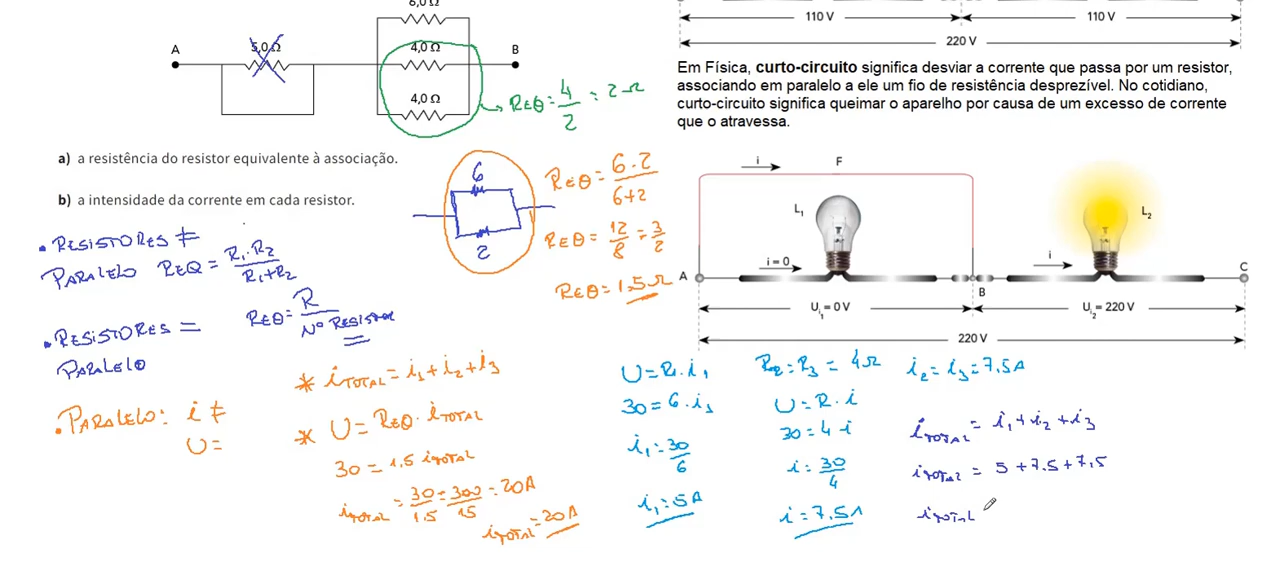 6,0 Ω
A
5,0 Ω
4,0 Ω
B
4,0 Ω
REQ = 4/2 = 2 Ω
a) a resistência do resistor equivalente à associação.
b) a intensidade da corrente em cada resistor.
• RESISTORES ≠
PARALELO REQ = R1.R2/R1+R2
• RESISTORES =
PARALELO
REQ = R/Nº RESISTOR
• PARALELO: i ≠
U =
6
2
REQ = 6.2/6+2
REQ = 12/8 = 3/2
REQ = 1,5 Ω
* iTOTAL = i1 + i2 + i3
* U = REQ . iTOTAL
30 = 1.5 iTOTAL
iTOTAL = 30/1.5 = 300/15 = 20A
iTOTAL = 20A
110 V
110 V
220 V
Em Física, curto-circuito significa desviar a corrente que passa por um resistor,
associando em paralelo a ele um fio de resistência desprezível. No cotidiano,
curto-circuito significa queimar o aparelho por causa de um excesso de corrente
que o atravessa.
i
F
L1
L2
i = 0
i
A
B
C
U1 = 0 V
U2 = 220 V
220 V
U = R. i1
30 = 6. i1
i1 = 30/6
i1 = 5A
R2 = R3 = 4 Ω
U = R. i
30 = 4 i
i = 30/4
i = 7,5A
i2 = i3 = 7,5A
iTOTAL = i1 + i2 + i3
iTOTAL = 5 + 7.5 + 7,5
iTOTAL